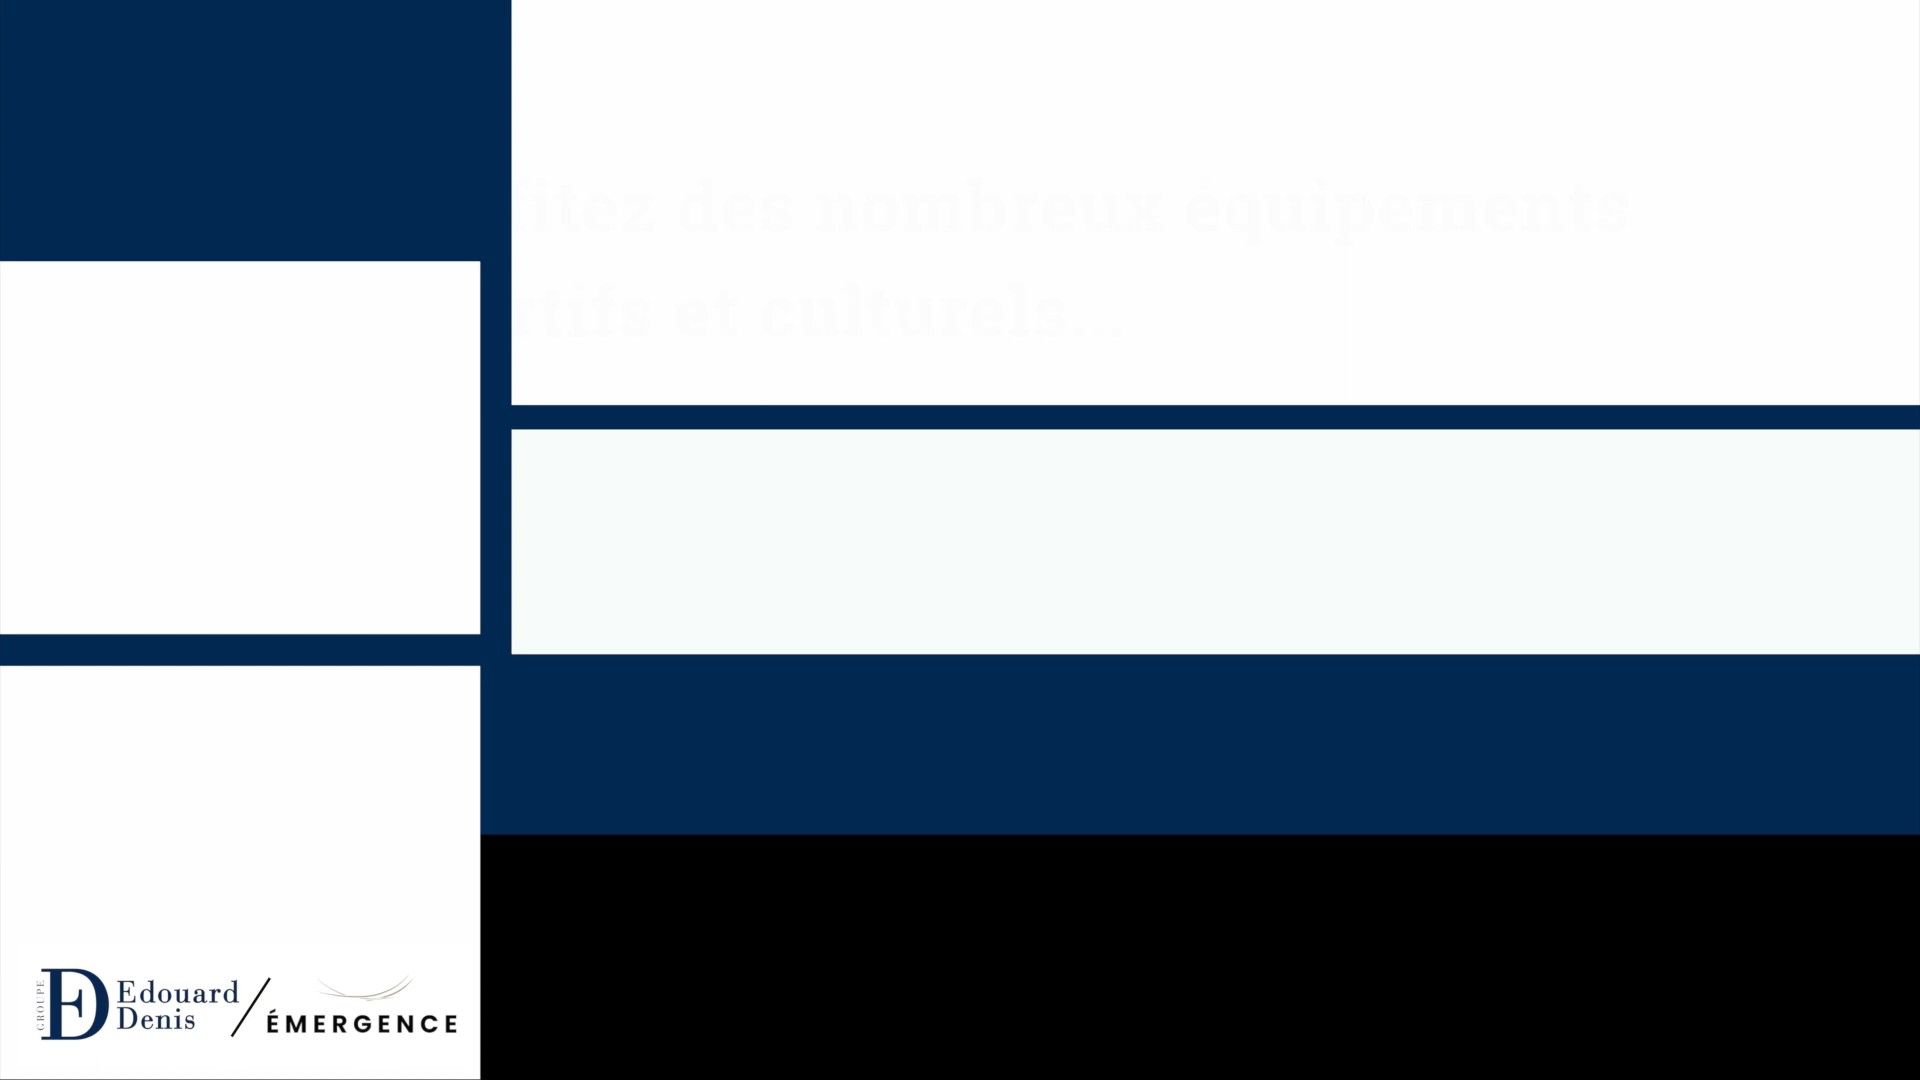 fitez des nombreux équipements
rtifs et culturels...
GROUPE
Edouard
Denis
ÉMERGENCE